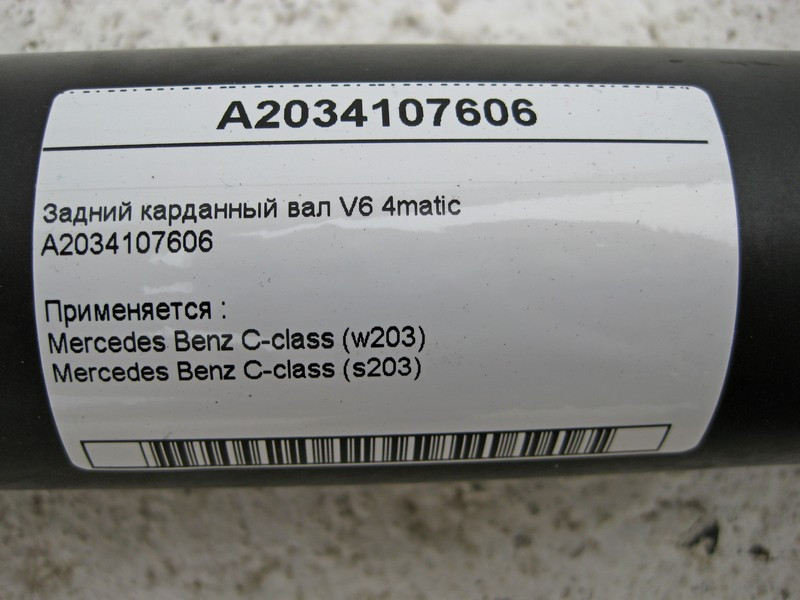 A2034107606
Задний карданный вал V6 4matic
A2034107606
Применяется :
Mercedes Benz C-class (w203)
Mercedes Benz C-class (s203)